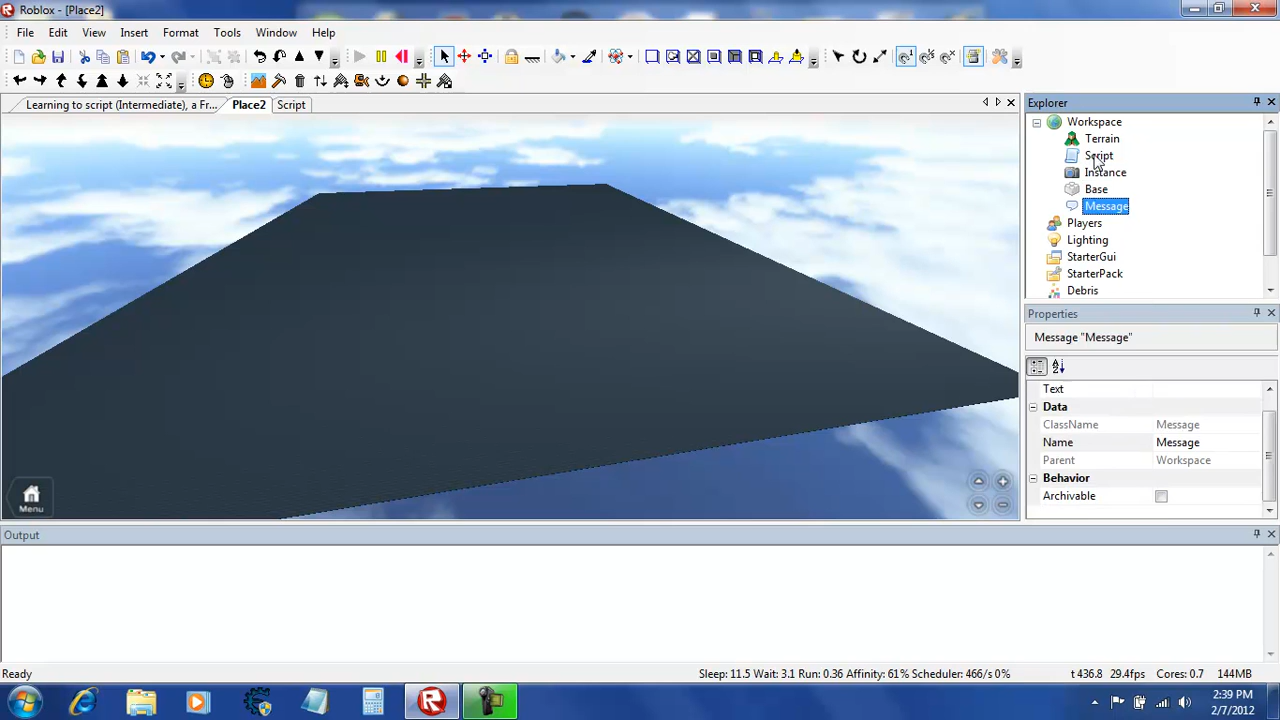 Roblox - [Place2]
File Edit View Insert Format Tools Window Help
Learning to script (Intermediate), a Fr... Place2 Script
Explorer
Workspace
Terrain
Script
Instance
Base
Message
Players
Lighting
StarterGui
StarterPack
Debris
Properties
Message "Message"
Text
Data
ClassName Message
Name Message
Parent Workspace
Behavior
Archivable
Menu
Output
Ready
Sleep: 11.5 Wait: 3.1 Run: 0.36 Affinity: 61% Scheduler: 466/s 0% t 436.8 29.4fps Cores: 0.7 144MB
2:39 PM
2/7/2012